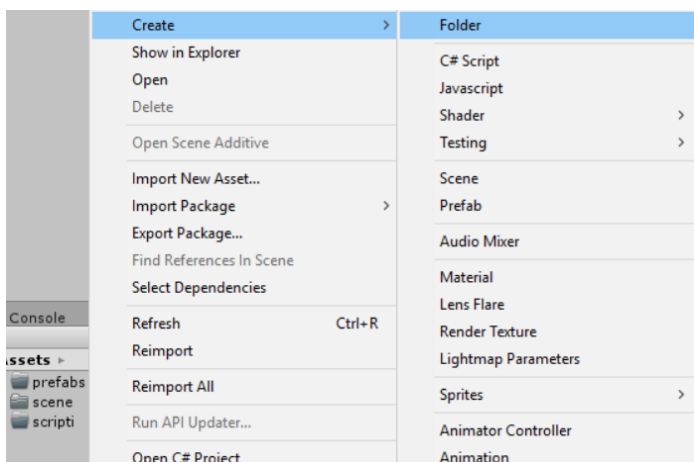 Create
Show in Explorer
Open
Delete
Open Scene Additive
Import New Asset...
Import Package
Export Package...
Find References In Scene
Select Dependencies
Refresh Ctrl+R
Reimport
Reimport All
Run API Updater...
Open C# Project
Folder
C# Script
Javascript
Shader
Testing
Scene
Prefab
Audio Mixer
Material
Lens Flare
Render Texture
Lightmap Parameters
Sprites
Animator Controller
Animation
Console
Assets
prefabs
scene
scripti